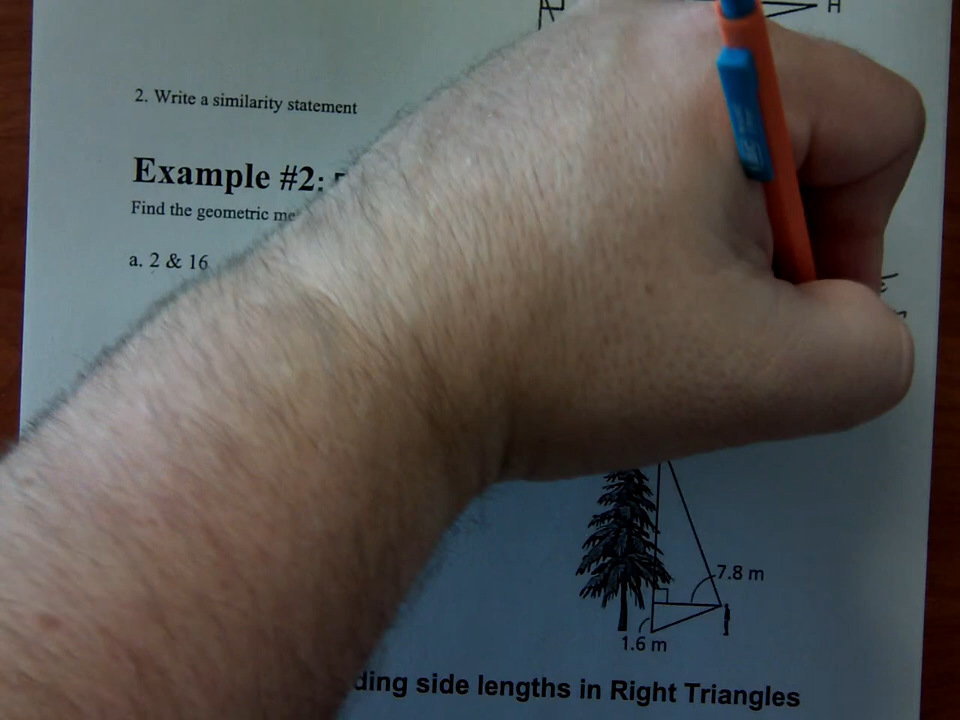 H
2. Write a similarity statement
Example #2:
Find the geometric
a. 2 & 16
7.8 m
1.6 m
side lengths in Right Triangles